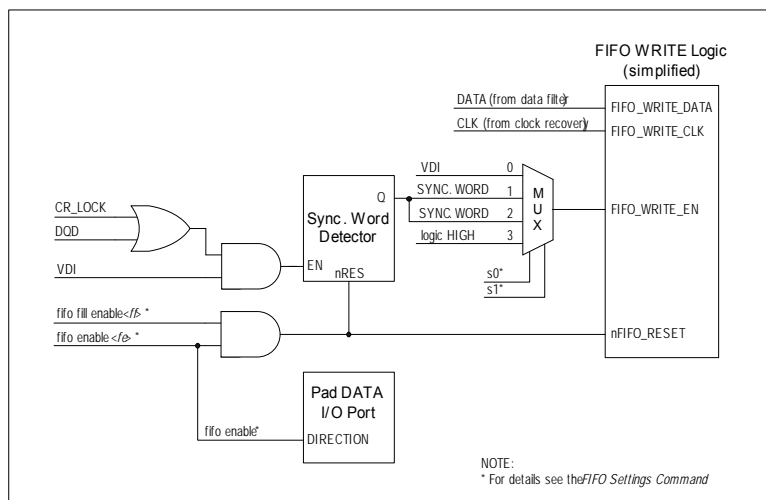 FIFO WRITE Logic
(simplified)
DATA (from data filter
FIFO_WRITE_DATA
CLK (from clock recovery)
FIFO_WRITE_CLK
VDI 0
SYNC. WORD 1
SYNC. WORD 2
logic HIGH 3
MUX
FIFO_WRITE_EN
Q
Sync. Word
Detector
EN
nRES
CR_LOCK
DQD
VDI
s0*
s1*
fifo fill enable<ff> *
fifo enable<fe> *
nFIFO_RESET
Pad DATA
I/O Port
fifo enable*
DIRECTION
NOTE:
* For details see theFIFO Settings Command